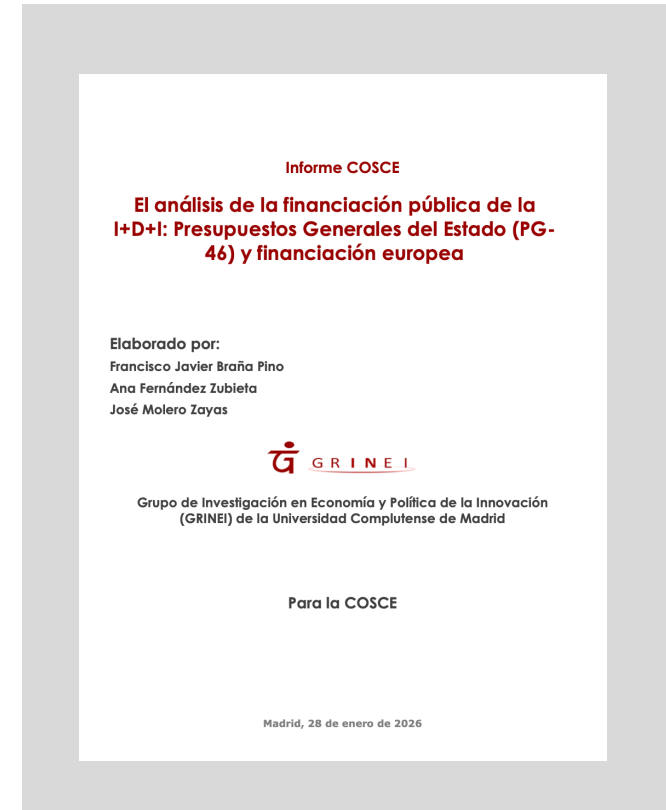 Informe COSCE
El análisis de la financiación pública de la
I+D+I: Presupuestos Generales del Estado (PG-
46) y financiación europea
Elaborado por:
Francisco Javier Braña Pino
Ana Fernández Zubieta
José Molero Zayas
GRINEI
Grupo de Investigación en Economía y Política de la Innovación
(GRINEI) de la Universidad Complutense de Madrid
Para la COSCE
Madrid, 28 de enero de 2026